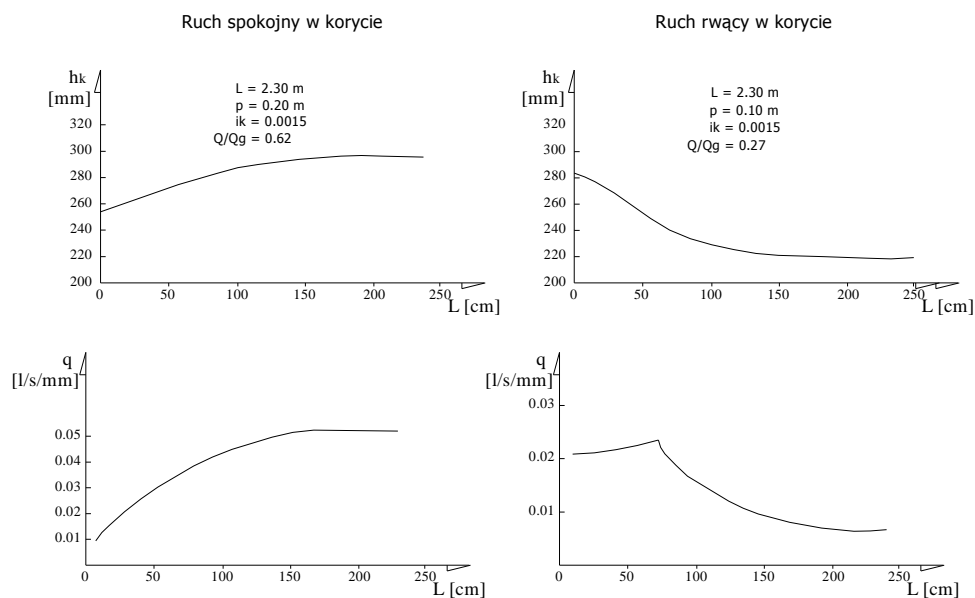 Ruch spokojny w korycie
hk
[mm]
L = 2.30 m
p = 0.20 m
ik = 0.0015
Q/Qg = 0.62
320
300
280
260
240
220
200
0
50
100
150
200
250
L [cm]
Ruch rwący w korycie
hk
[mm]
L = 2.30 m
p = 0.10 m
ik = 0.0015
Q/Qg = 0.27
320
300
280
260
240
220
200
0
50
100
150
200
250
L [cm]
q
[l/s/mm]
0.05
0.04
0.03
0.02
0.01
0
50
100
150
200
250
L [cm]
q
[l/s/mm]
0.03
0.02
0.01
0
50
100
150
200
250
L [cm]